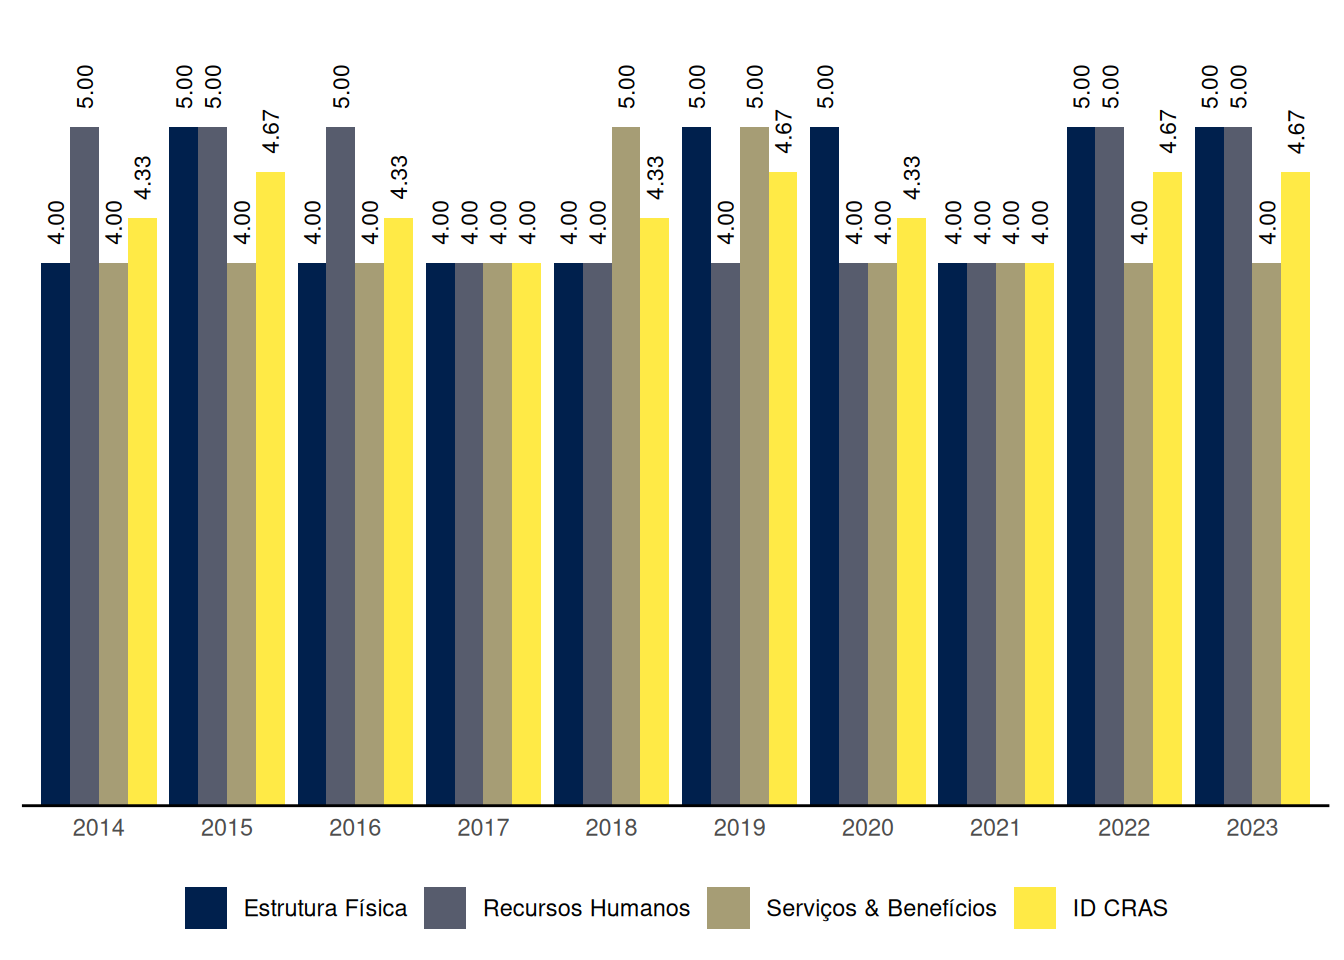 4.00 5.00 4.00 4.33 5.00 5.00 4.00 4.67 4.00 5.00 4.00 4.33 4.00 4.00 4.00 4.00 4.00 4.00 5.00 4.33 5.00 4.00 5.00 4.67 5.00 4.00 4.00 4.33 4.00 4.00 4.00 4.00 5.00 5.00 4.00 4.67 5.00 5.00 4.00 4.67
2014 2015 2016 2017 2018 2019 2020 2021 2022 2023
Estrutura Física Recursos Humanos Serviços & Benefícios ID CRAS